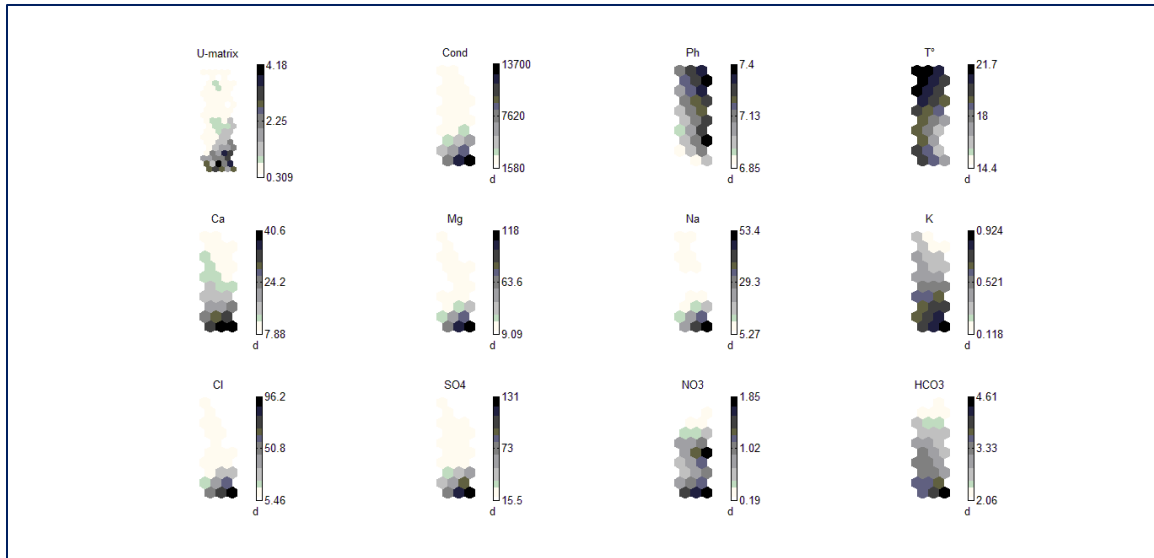 U-matrix
4.18
2.25
0.309
Cond
13700
7620
1580
d
Ph
7.4
7.13
6.85
d
T°
21.7
18
14.4
d
Ca
40.6
24.2
7.88
d
Mg
118
63.6
9.09
d
Na
53.4
29.3
5.27
d
K
0.924
0.521
0.118
d
Cl
96.2
50.8
5.46
d
SO4
131
73
15.5
d
NO3
1.85
1.02
0.19
d
HCO3
4.61
3.33
2.06
d